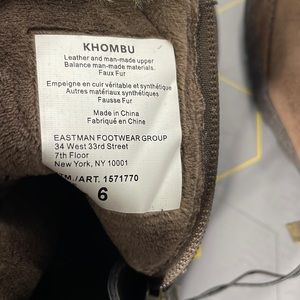 KHOMBU
Leather and man-made upper
Balance man-made materials.
Faux Fur
Empeigne en cuir véritable et synthétique
Autres matériaux synthétiques
Fausse Fur
Made in China
Fabriqué en Chine
EASTMAN FOOTWEAR GROUP
34 West 33rd Street
7th Floor
New York, NY 10001
M./ART. 1571770
6